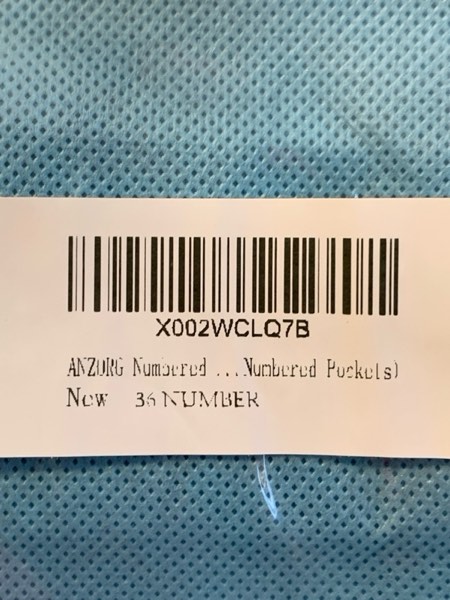 X002WCLQ7B
ANZORG Numbered ...Numbered Pockets)
New 36 NUMBER